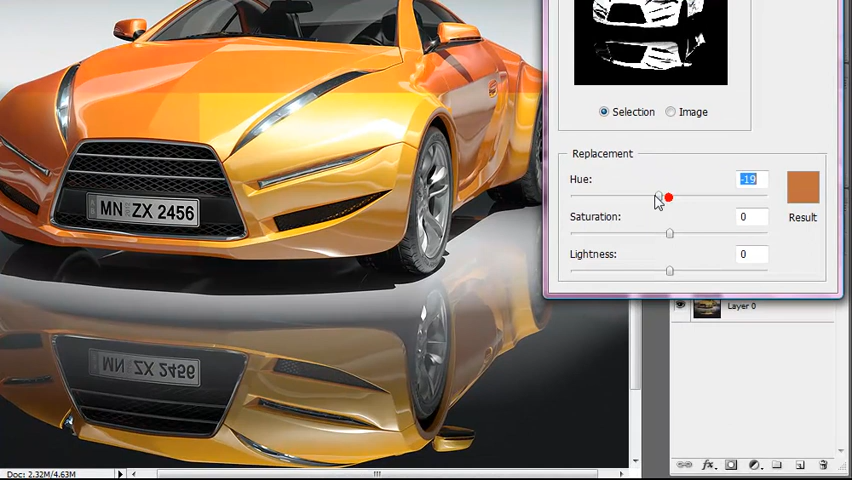 Selection Image
Replacement
Hue:
-19
Saturation:
0
Result
Lightness:
0
MN ZX 2456
Layer 0
MN ZX 2456
fx.
Doc: 2.32M/4.63M